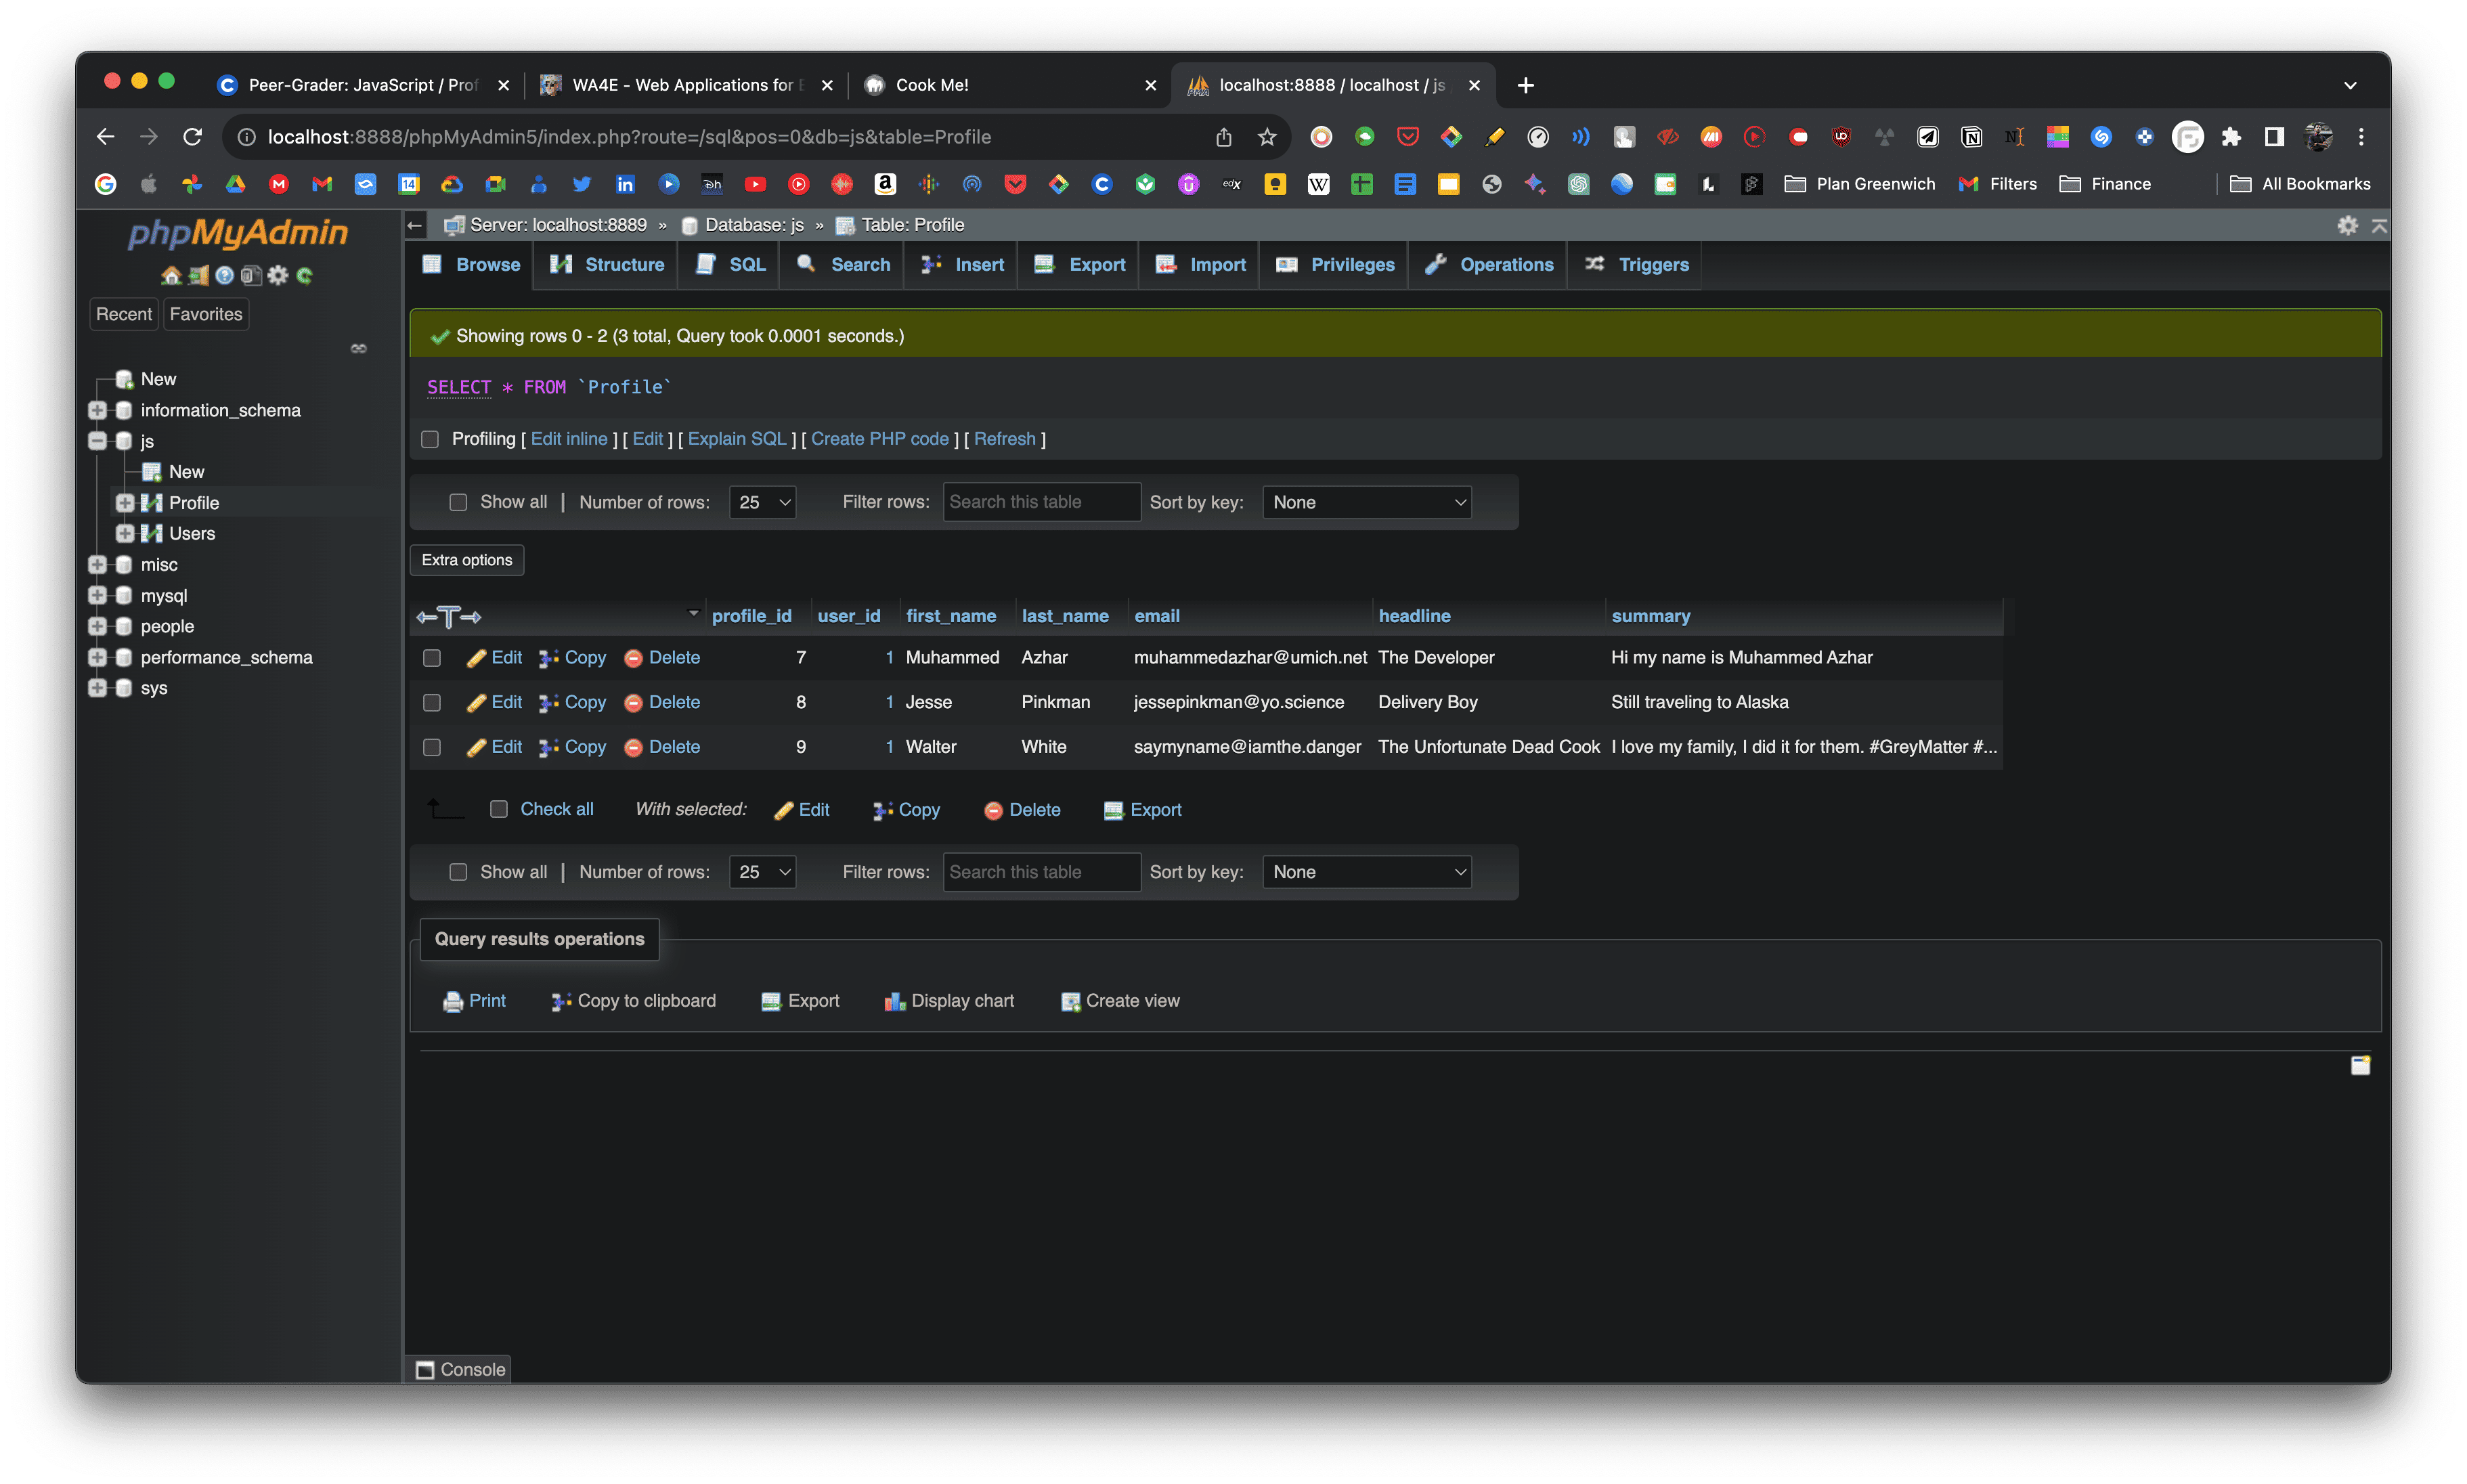 Peer-Grader: JavaScript / Prof
WA4E - Web Applications for E
Cook Me!
localhost:8888 / localhost / js
localhost:8888/phpMyAdmin5/index.php?route=/sql&pos=0&db=js&table=Profile
Plan Greenwich
Filters
Finance
All Bookmarks
phpMyAdmin
Recent
Favorites
New
information_schema
js
New
Profile
Users
misc
mysql
people
performance_schema
sys
Server: localhost:8889 » Database: js » Table: Profile
Browse Structure SQL Search Insert Export Import Privileges Operations Triggers
Showing rows 0 - 2 (3 total, Query took 0.0001 seconds.)
SELECT * FROM `Profile`
Profiling [ Edit inline ] [ Edit ] [ Explain SQL ] [ Create PHP code ] [ Refresh ]
Show all | Number of rows: 25 Filter rows: Search this table Sort by key: None
Extra options
profile_id user_id first_name last_name email headline summary
Edit Copy Delete 7 1 Muhammed Azhar muhammedazhar@umich.net The Developer Hi my name is Muhammed Azhar
Edit Copy Delete 8 1 Jesse Pinkman jessepinkman@yo.science Delivery Boy Still traveling to Alaska
Edit Copy Delete 9 1 Walter White saymyname@iamthe.danger The Unfortunate Dead Cook I love my family, I did it for them. #GreyMatter #...
Check all With selected: Edit Copy Delete Export
Show all | Number of rows: 25 Filter rows: Search this table Sort by key: None
Query results operations
Print Copy to clipboard Export Display chart Create view
Console